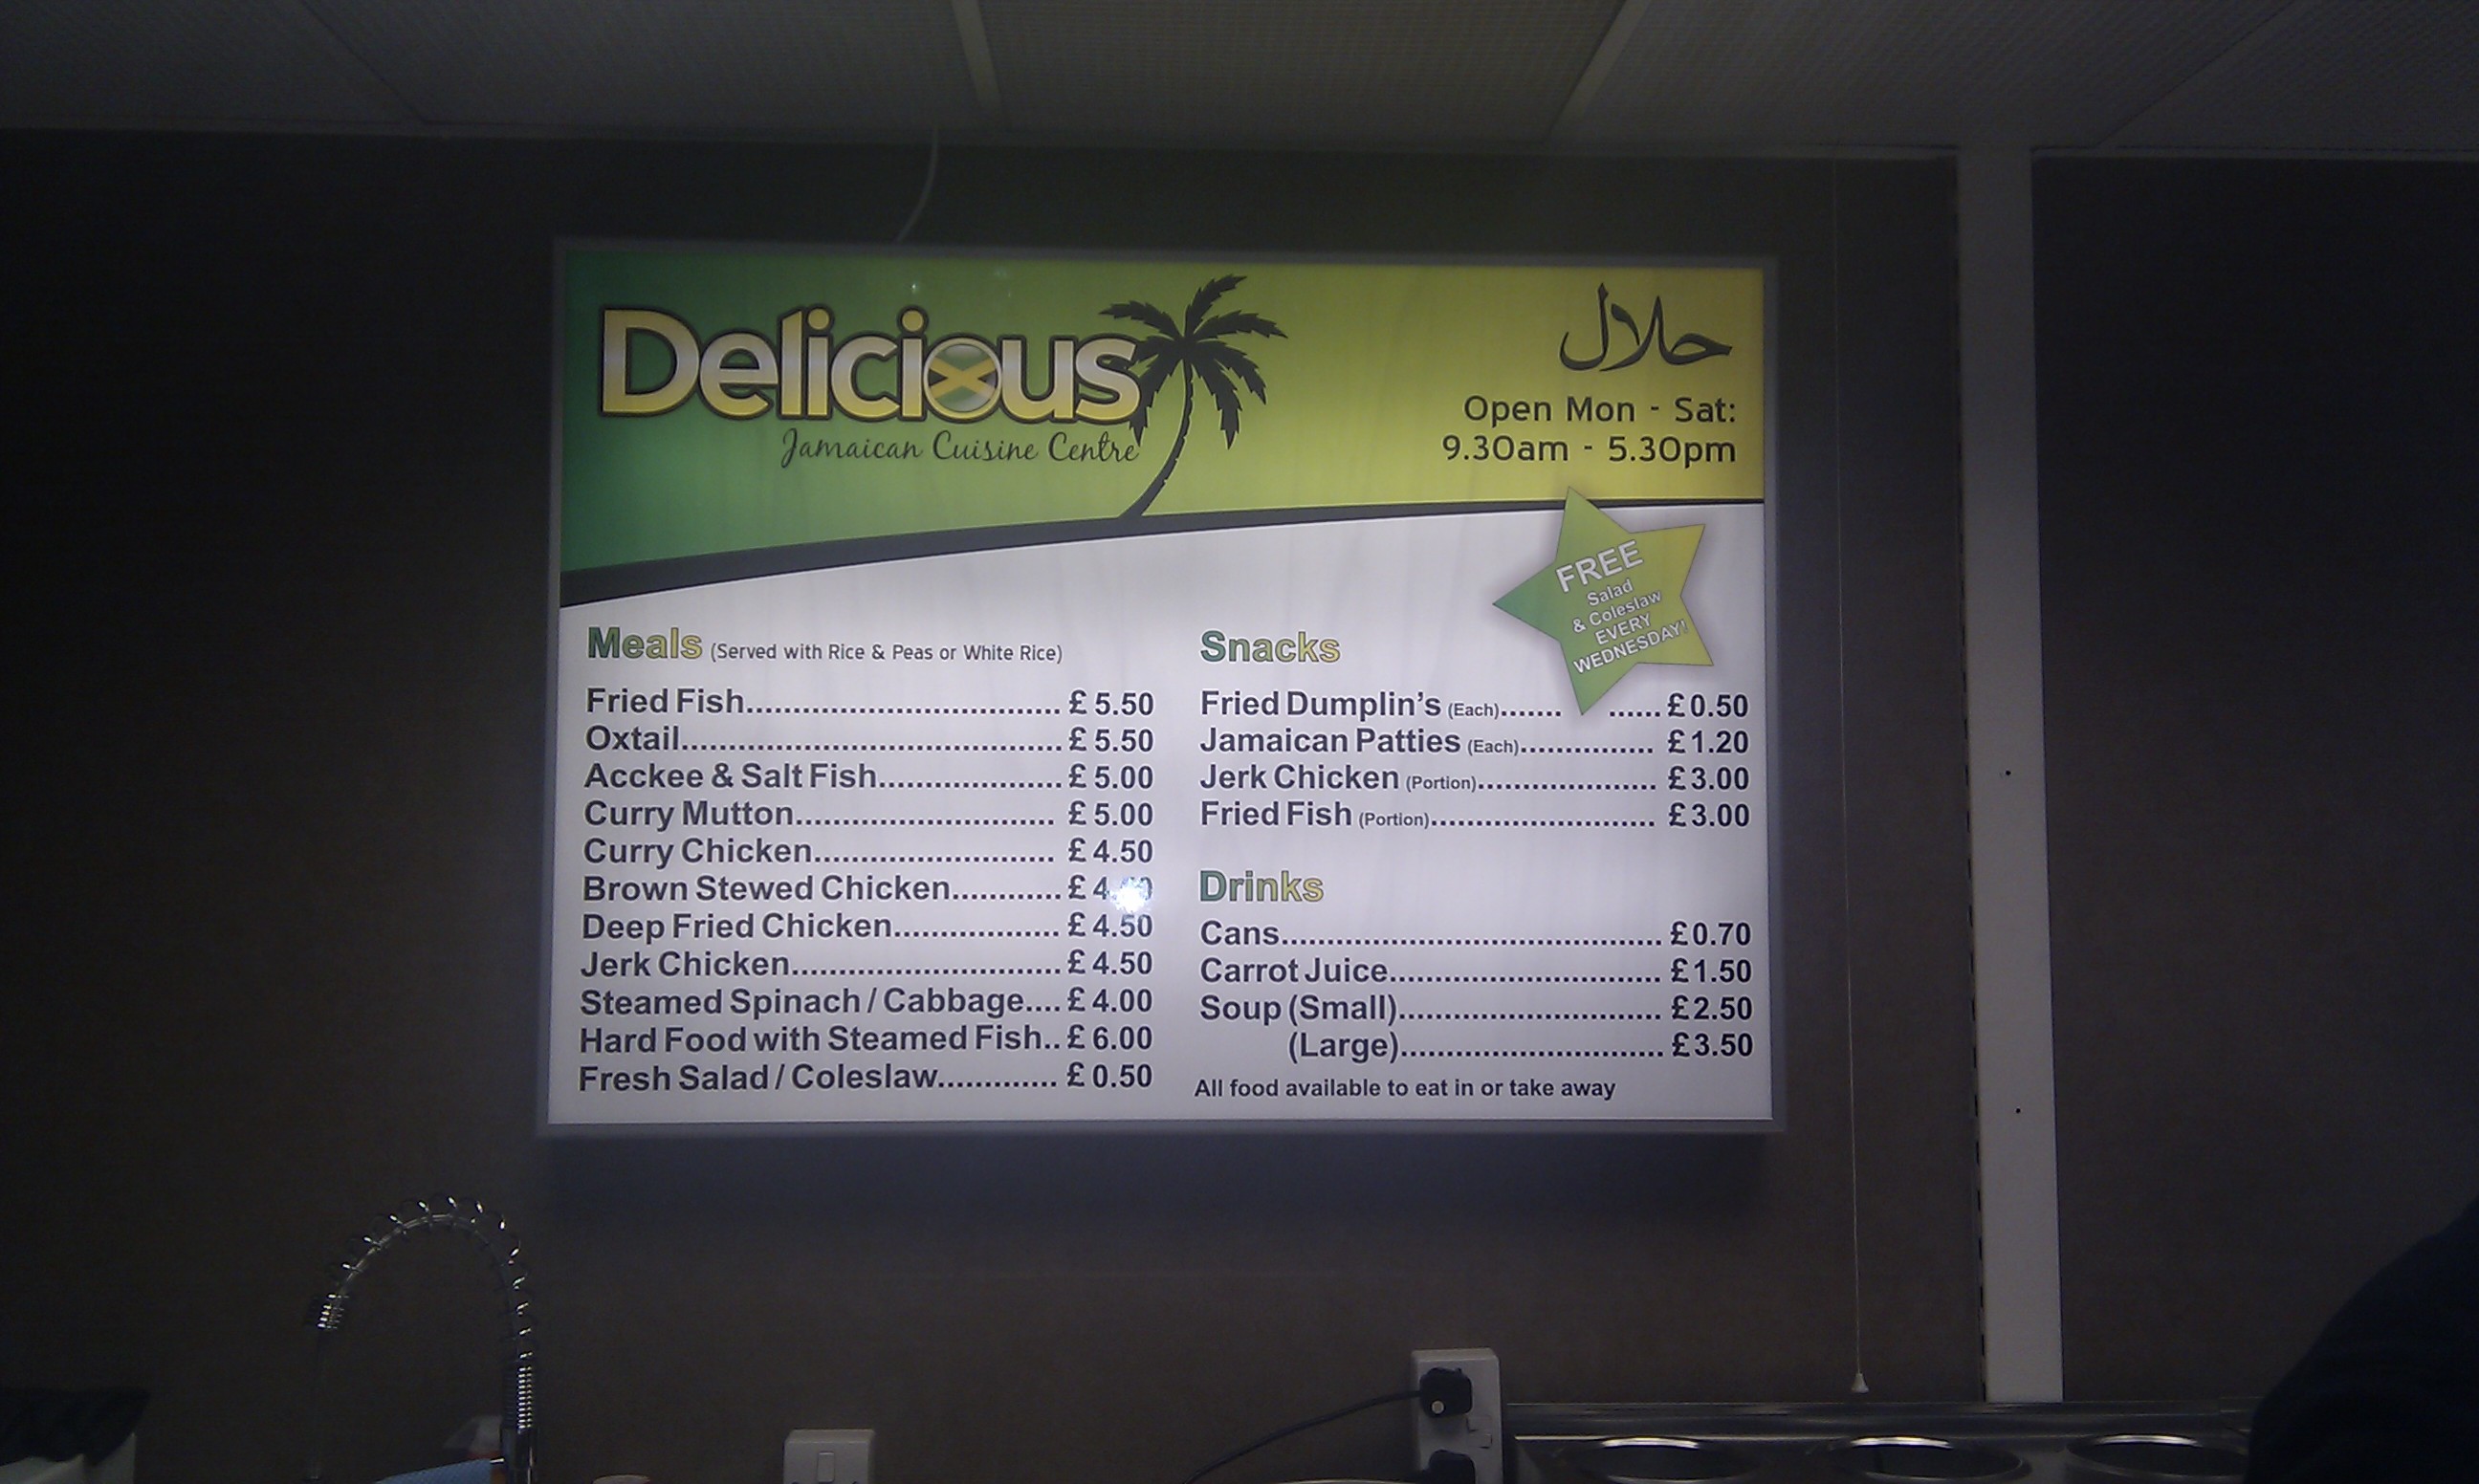 Delicious
Jamaican Cuisine Centre
حلال
Open Mon - Sat:
9.30am - 5.30pm
FREE
Salad
& Coleslaw
EVERY
WEDNESDAY!
Meals (Served with Rice & Peas or White Rice)
Fried Fish.................................. £ 5.50
Oxtail......................................... £ 5.50
Acckee & Salt Fish.................... £ 5.00
Curry Mutton............................ £ 5.00
Curry Chicken.......................... £ 4.50
Brown Stewed Chicken............ £ 4
Deep Fried Chicken.................. £ 4.50
Jerk Chicken............................. £ 4.50
Steamed Spinach / Cabbage.... £ 4.00
Hard Food with Steamed Fish.. £ 6.00
Fresh Salad / Coleslaw............. £ 0.50
Snacks
Fried Dumplin's (Each)....... ...... £0.50
Jamaican Patties (Each)............... £1.20
Jerk Chicken (Portion).................... £3.00
Fried Fish (Portion)......................... £3.00
Drinks
Cans......................................... £0.70
Carrot Juice............................. £1.50
Soup (Small)............................ £2.50
(Large)............................ £3.50
All food available to eat in or take away